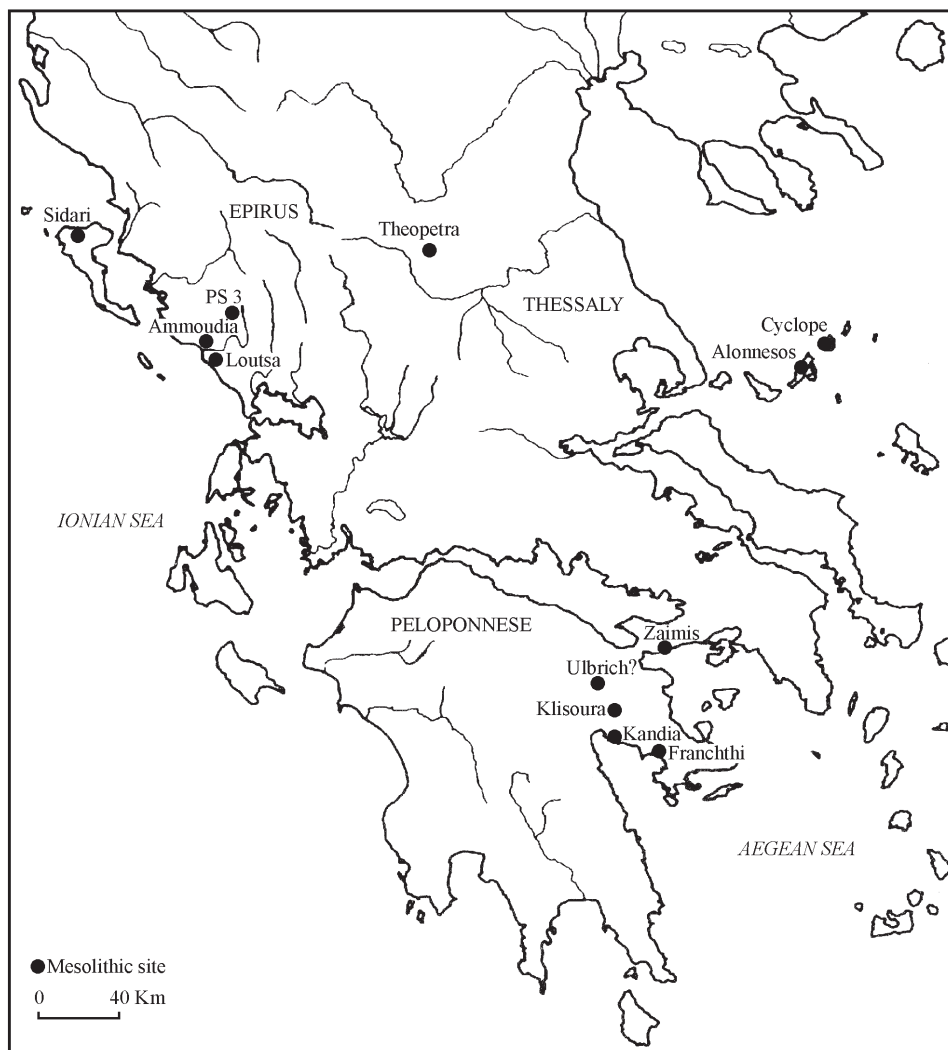 EPIRUS
Sidari
Theopetra
PS 3
THESSALY
Ammoudia
Cyclope
Loutsa
Alonnesos
IONIAN SEA
PELOPONNESE
Zaimis
Ulbrich?
Klisoura
Kandia
Franchthi
AEGEAN SEA
Mesolithic site
0 40 Km